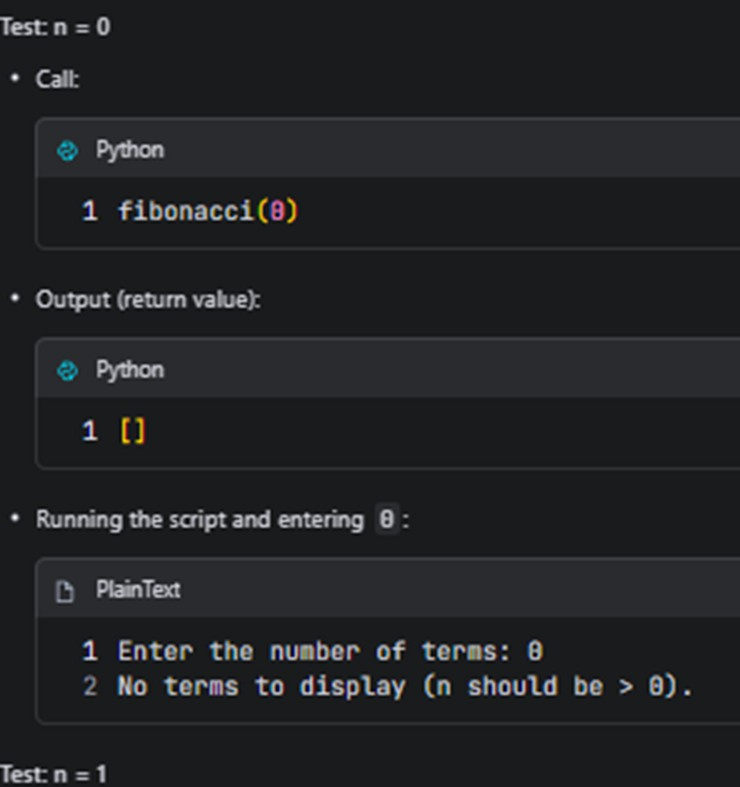 Test: n = 0
• Call:
Python
1 fibonacci(0)
• Output (return value):
Python
1 []
• Running the script and entering 0:
PlainText
1 Enter the number of terms: 0
2 No terms to display (n should be > 0).
Test: n = 1